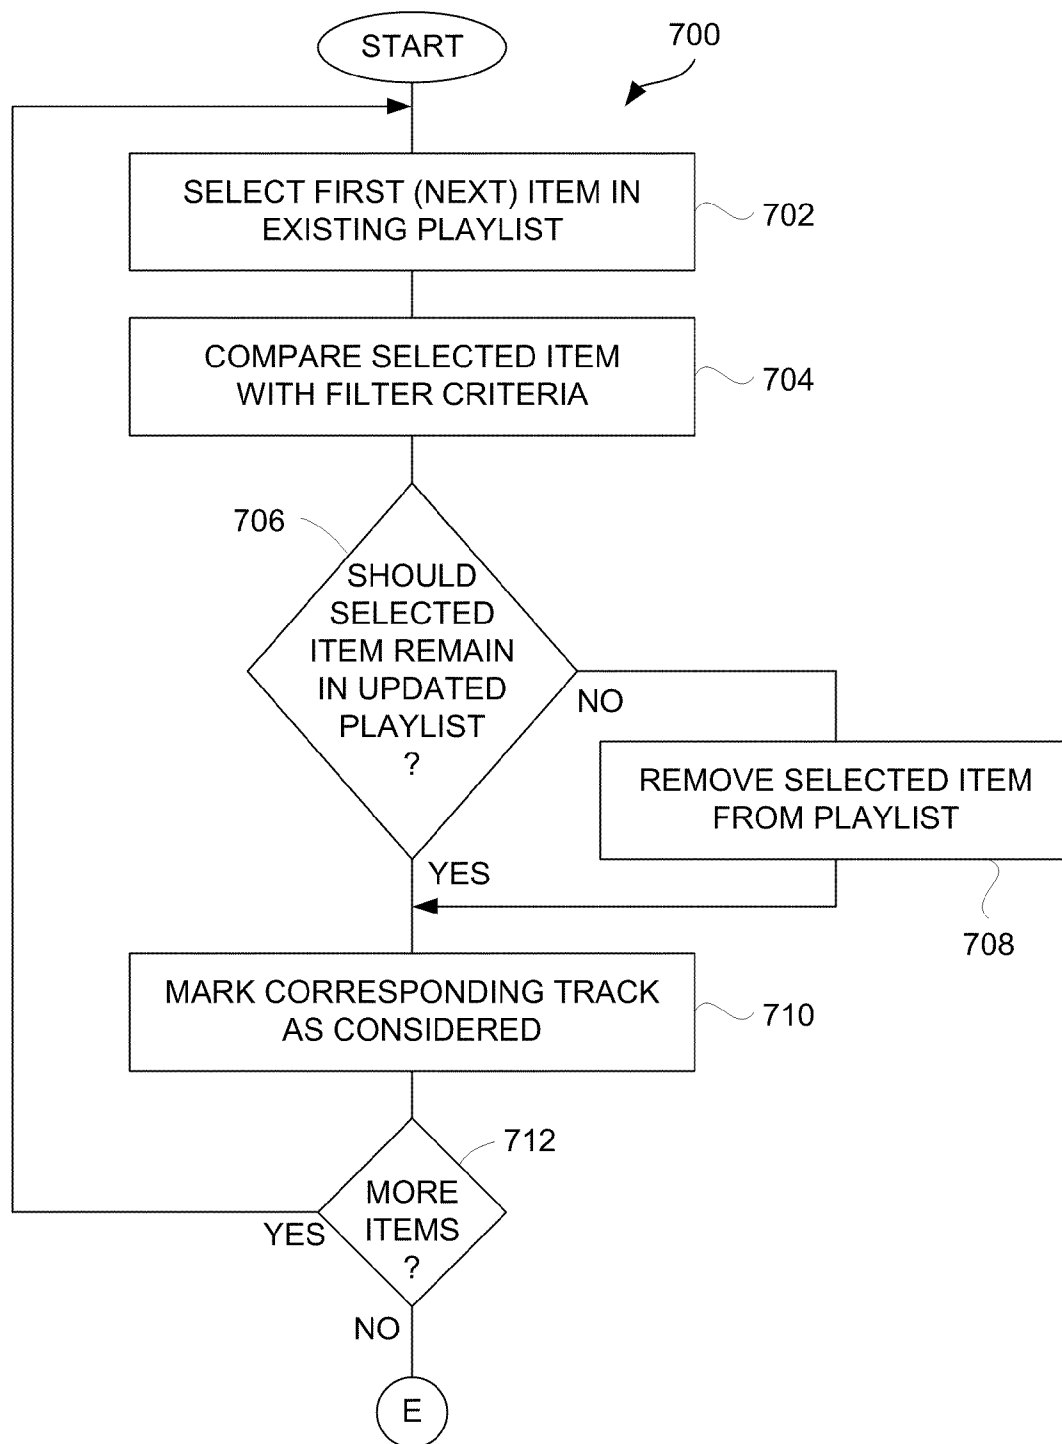 START
700
SELECT FIRST (NEXT) ITEM IN
EXISTING PLAYLIST
702
COMPARE SELECTED ITEM
WITH FILTER CRITERIA
704
706
SHOULD
SELECTED
ITEM REMAIN
IN UPDATED
PLAYLIST
?
NO
REMOVE SELECTED ITEM
FROM PLAYLIST
708
YES
MARK CORRESPONDING TRACK
AS CONSIDERED
710
712
MORE
ITEMS
?
YES
NO
E